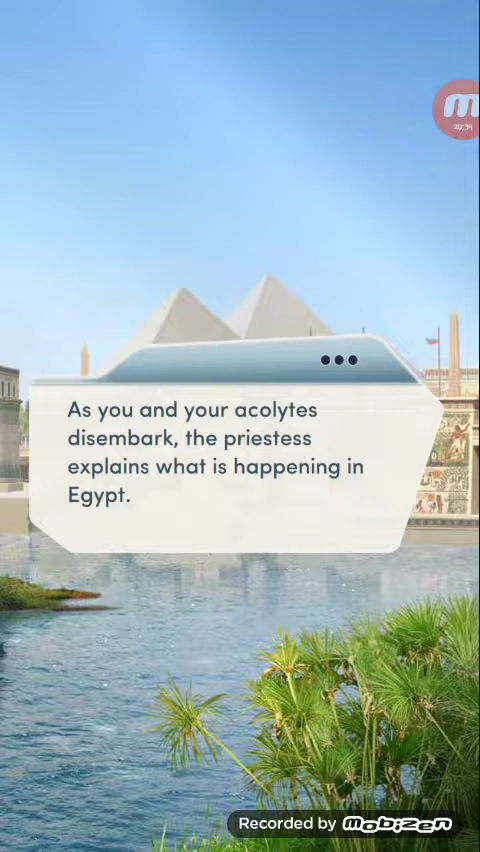 20:39
As you and your acolytes
disembark, the priestess
explains what is happening in
Egypt.
Recorded by mobizen